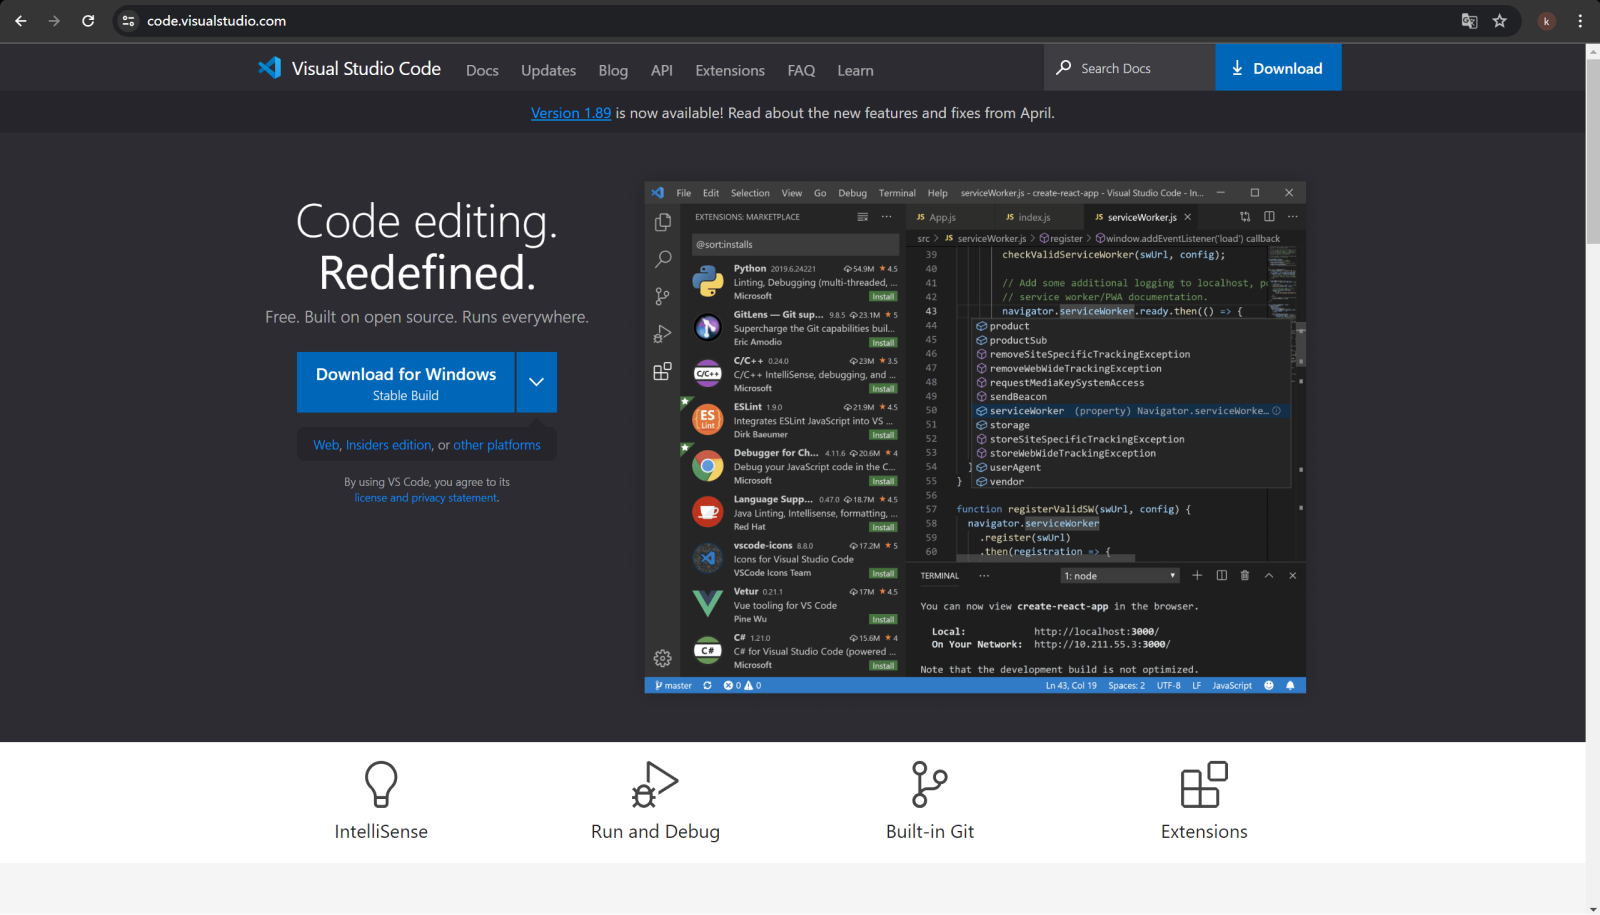 code.visualstudio.com
k
Visual Studio Code Docs Updates Blog API Extensions FAQ Learn Search Docs Download
Version 1.89 is now available! Read about the new features and fixes from April.
Code editing.
Redefined.
Free. Built on open source. Runs everywhere.
Download for Windows
Stable Build
Web, Insiders edition, or other platforms
By using VS Code, you agree to its
license and privacy statement.
File Edit Selection View Go Debug Terminal Help serviceWorker.js - create-react-app - Visual Studio Code - In...
EXTENSIONS: MARKETPLACE
@sort:installs
Python 2019.6.24221 54.9M 4.5
Linting, Debugging (multi-threaded, ...
Microsoft Install
GitLens — Git sup... 9.8.5 23.1M 5
Supercharge the Git capabilities buil...
Eric Amodio Install
C/C++ 0.24.0 23M 3.5
C/C++ IntelliSense, debugging, and ...
Microsoft Install
ESLint 1.9.0 21.9M 4.5
Integrates ESLint JavaScript into VS ...
Dirk Baeumer Install
Debugger for Ch... 4.11.6 20.6M 4
Debug your JavaScript code in the C...
Microsoft Install
Language Supp... 0.47.0 18.7M 4.5
Java Linting, Intellisense, formatting, ...
Red Hat Install
vscode-icons 8.8.0 17.2M 5
Icons for Visual Studio Code
VSCode Icons Team Install
Vetur 0.21.1 17M 4.5
Vue tooling for VS Code
Pine Wu Install
C# 1.21.0 15.6M 4
C# for Visual Studio Code (powered ...
Microsoft Install
C/C++
ES
Lint
C#
JS App.js JS index.js JS serviceWorker.js
src > JS serviceWorker.js > register > window.addEventListener('load') callback
39 checkValidServiceWorker(swUrl, config);
40
41 // Add some additional logging to localhost, po
42 // service worker/PWA documentation.
43 navigator.serviceWorker.ready.then(() => {
44 product
45 productSub
46 removeSiteSpecificTrackingException
47 removeWebWideTrackingException
48 requestMediaKeySystemAccess
49 sendBeacon
50 serviceWorker (property) Navigator.serviceWorke...
51 storage
52 storeSiteSpecificTrackingException
53 storeWebWideTrackingException
54 } userAgent
55 } vendor
56
57 function registerValidSW(swUrl, config) {
58 navigator.serviceWorker
59 .register(swUrl)
60 .then(registration => {
TERMINAL ... 1: node
You can now view create-react-app in the browser.
Local: http://localhost:3000/
On Your Network: http://10.211.55.3:3000/
Note that the development build is not optimized.
master 0 0 Ln 43, Col 19 Spaces: 2 UTF-8 LF JavaScript
IntelliSense
Run and Debug
Built-in Git
Extensions